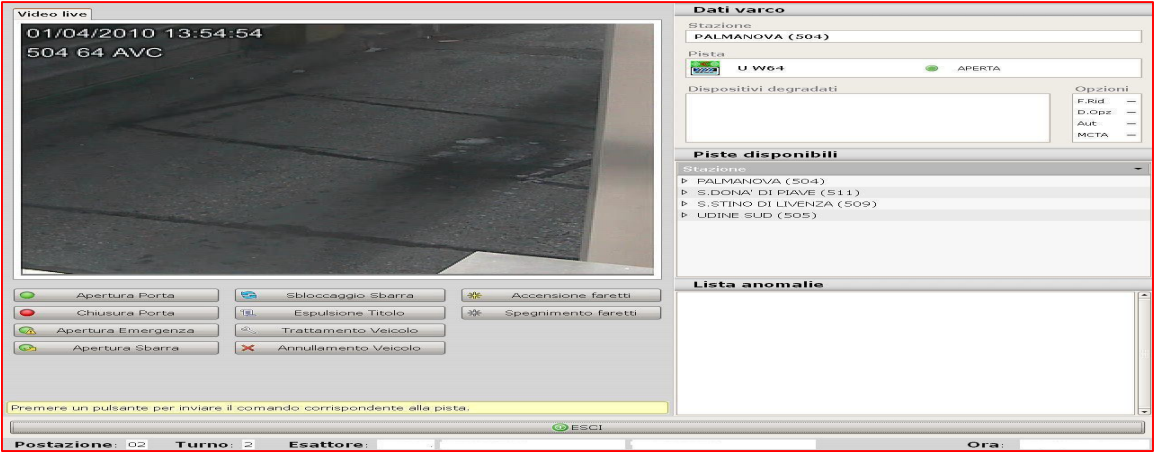 Video live
01/04/2010 13:54:54
504 64 AVC
Apertura Porta
Sbloccaggio Sbarra
Accensione faretti
Chiusura Porta
Espulsione Titolo
Spegnimento faretti
Apertura Emergenza
Trattamento Veicolo
Apertura Sbarra
Annullamento Veicolo
Premere un pulsante per inviare il comando corrispondente alla pista.
Dati varco
Stazione
PALMANOVA (504)
Pista
U W64 APERTA
Dispositivi degradati
Opzioni
F.Rid —
D.Opz —
Aut —
MCTA —
Piste disponibili
Stazione
PALMANOVA (504)
S.DONA' DI PIAVE (511)
S.STINO DI LIVENZA (509)
UDINE SUD (505)
Lista anomalie
ESCI
Postazione: 02 Turno: 2 Esattore: Ora: